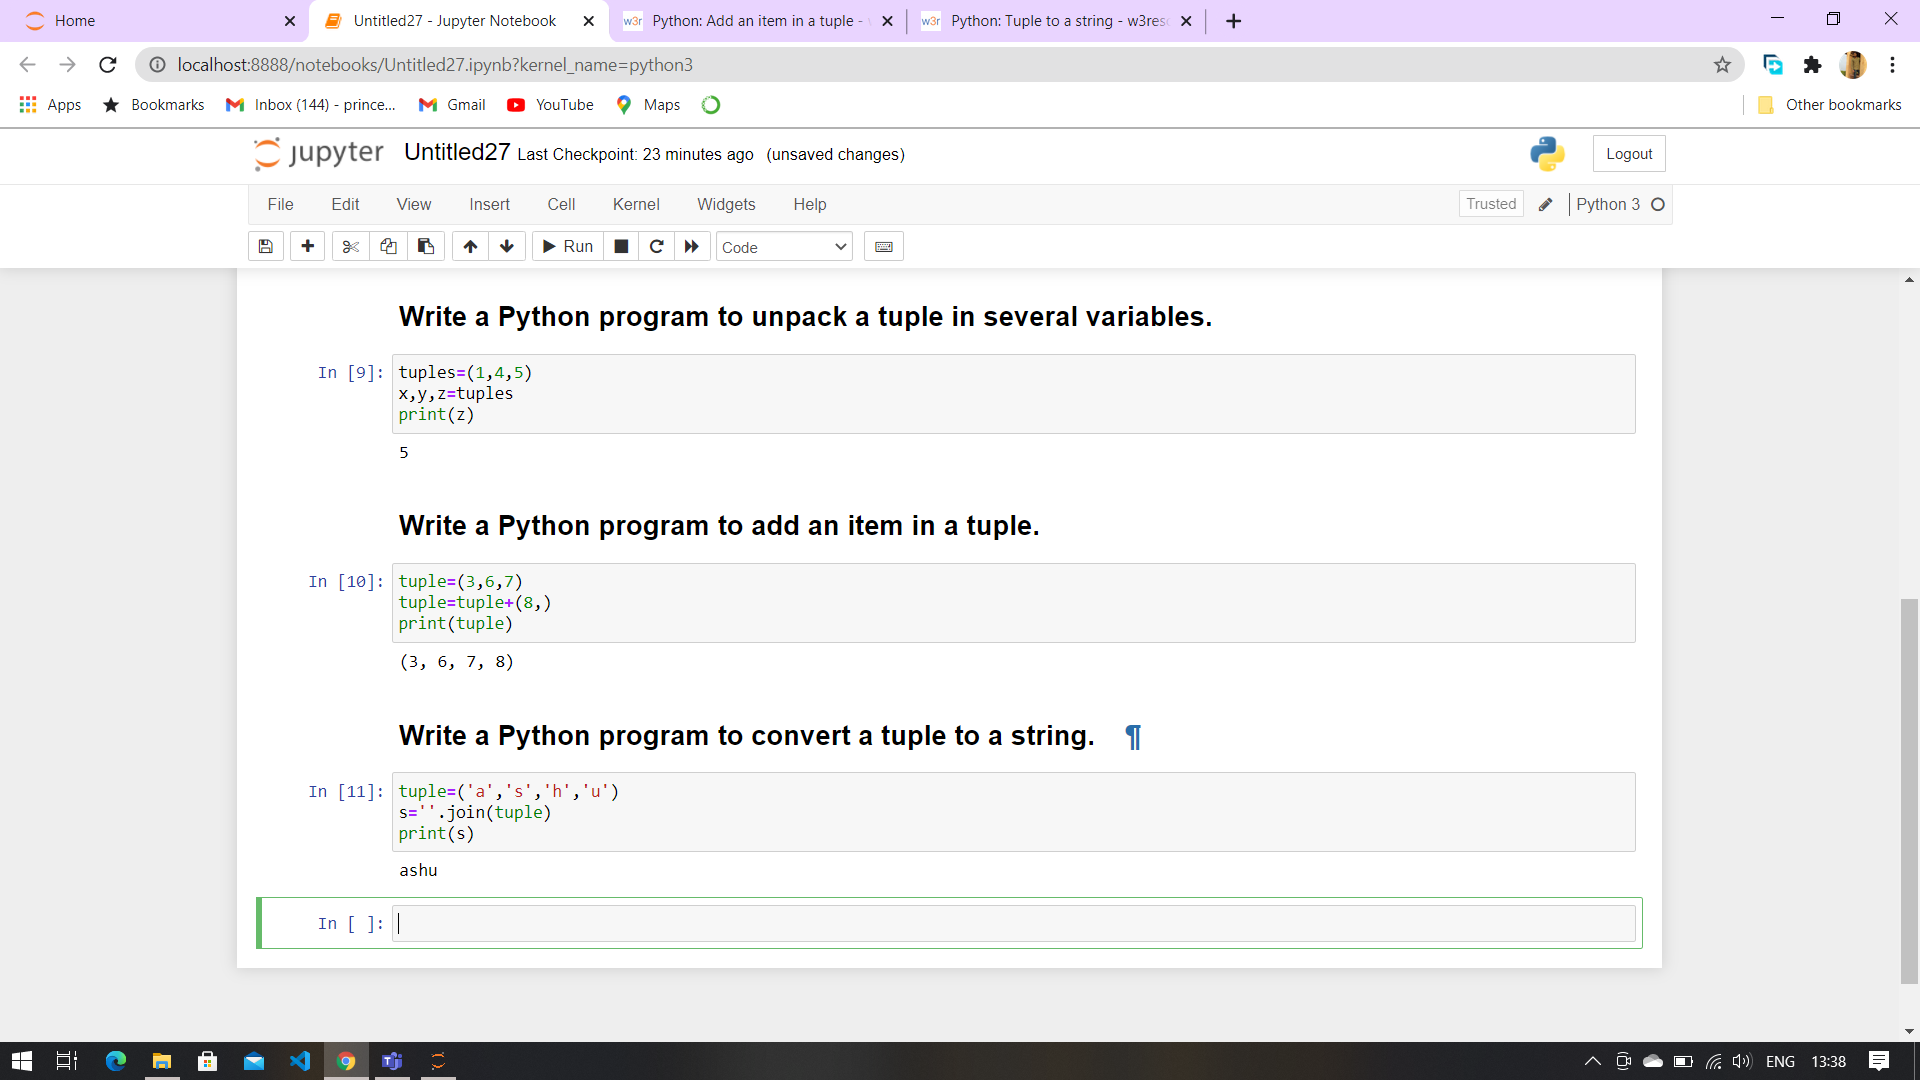 Home
Untitled27 - Jupyter Notebook
w3r Python: Add an item in a tuple -
w3r Python: Tuple to a string - w3res
localhost:8888/notebooks/Untitled27.ipynb?kernel_name=python3
Apps Bookmarks Inbox (144) - prince... Gmail YouTube Maps Other bookmarks
jupyter Untitled27 Last Checkpoint: 23 minutes ago (unsaved changes) Logout
File Edit View Insert Cell Kernel Widgets Help Trusted Python 3
Run Code
Write a Python program to unpack a tuple in several variables.
In [9]: tuples=(1,4,5)
x,y,z=tuples
print(z)
5
Write a Python program to add an item in a tuple.
In [10]: tuple=(3,6,7)
tuple=tuple+(8,)
print(tuple)
(3, 6, 7, 8)
Write a Python program to convert a tuple to a string. ¶
In [11]: tuple=('a','s','h','u')
s=''.join(tuple)
print(s)
ashu
In [ ]:
ENG 13:38